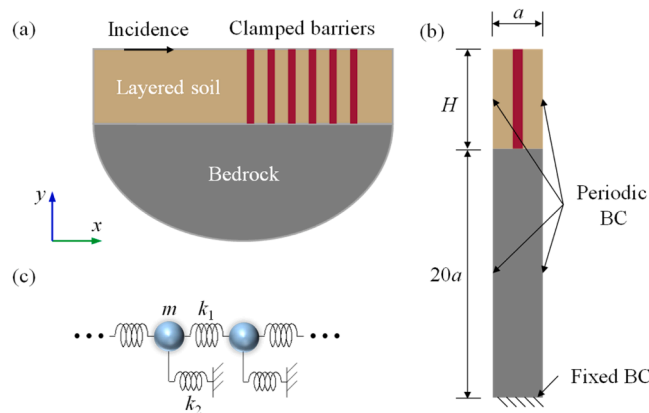 (a)
Incidence
Clamped barriers
Layered soil
Bedrock
y
x
(b)
a
H
20a
Periodic
BC
Fixed BC
(c)
m
k₁
k₂